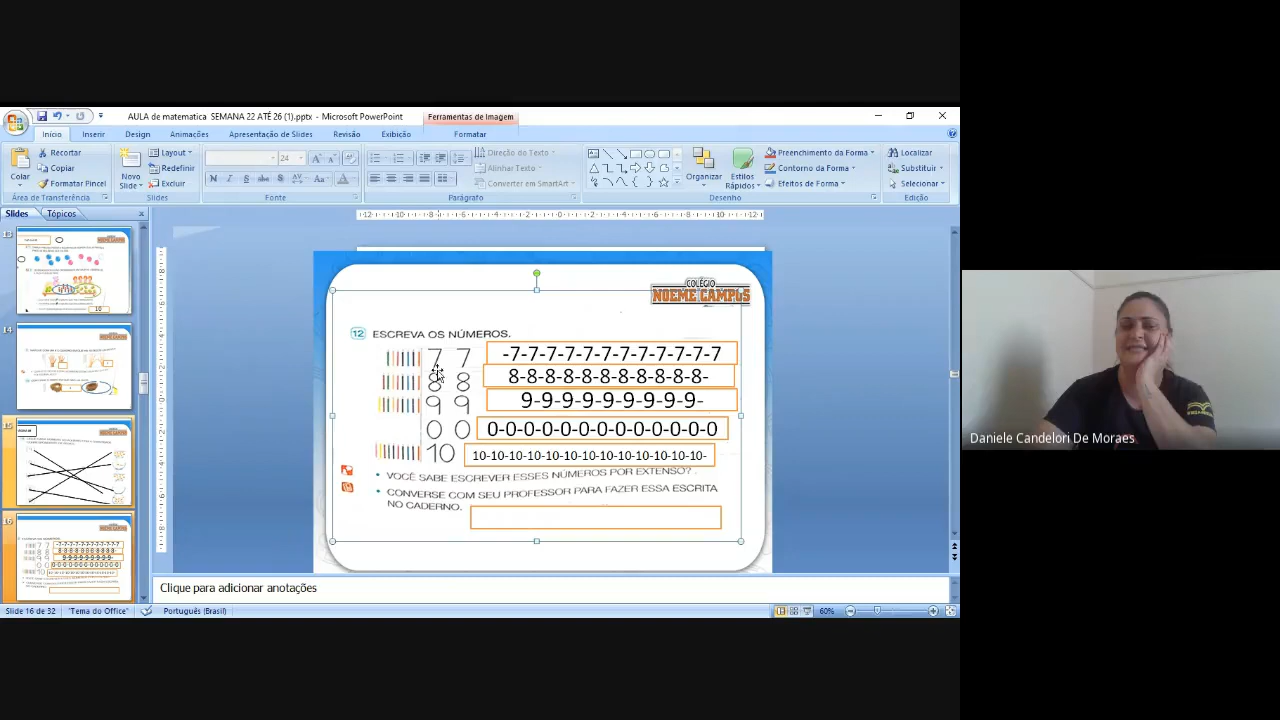 AULA de matematica SEMANA 22 ATÉ 26 (1).pptx - Microsoft PowerPoint
Ferramentas de Imagem
Início Inserir Design Animações Apresentação de Slides Revisão Exibição Formatar
Colar
Recortar
Copiar
Formatar Pincel
Área de Transferência
Novo Slide
Layout
Redefinir
Excluir
Slides
24
Fonte
Direção do Texto
Alinhar Texto
Converter em SmartArt
Parágrafo
Organizar
Estilos Rápidos
Preenchimento da Forma
Contorno da Forma
Efeitos de Forma
Desenho
Localizar
Substituir
Selecionar
Edição
Slides Tópicos
13
14
15
16
COLÉGIO
NOEME CAMPOS
12 ESCREVA OS NÚMEROS.
7 7 -7-7-7-7-7-7-7-7-7-7-7-7
8 8 8-8-8-8-8-8-8-8-8-8-8-
9 9 9-9-9-9-9-9-9-9-9-
0 0 0-0-0-0-0-0-0-0-0-0-0-0-0
10 10-10-10-10-10-10-10-10-10-10-10-10-10-
• VOCÊ SABE ESCREVER ESSES NÚMEROS POR EXTENSO?
• CONVERSE COM SEU PROFESSOR PARA FAZER ESSA ESCRITA
NO CADERNO.
Clique para adicionar anotações
Slide 16 de 32 "Tema do Office" Português (Brasil) 60%
Daniele Candelori De Moraes